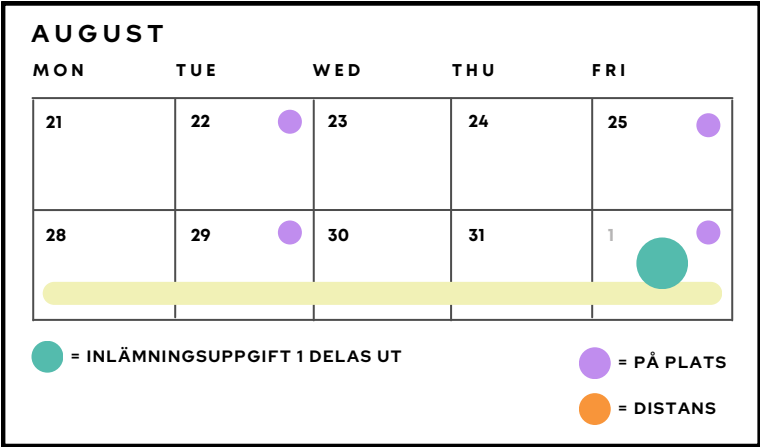 AUGUST
MON TUE WED THU FRI
21 22 23 24 25
28 29 30 31 1
= INLÄMNINGSUPPGIFT 1 DELAS UT
= PÅ PLATS
= DISTANS